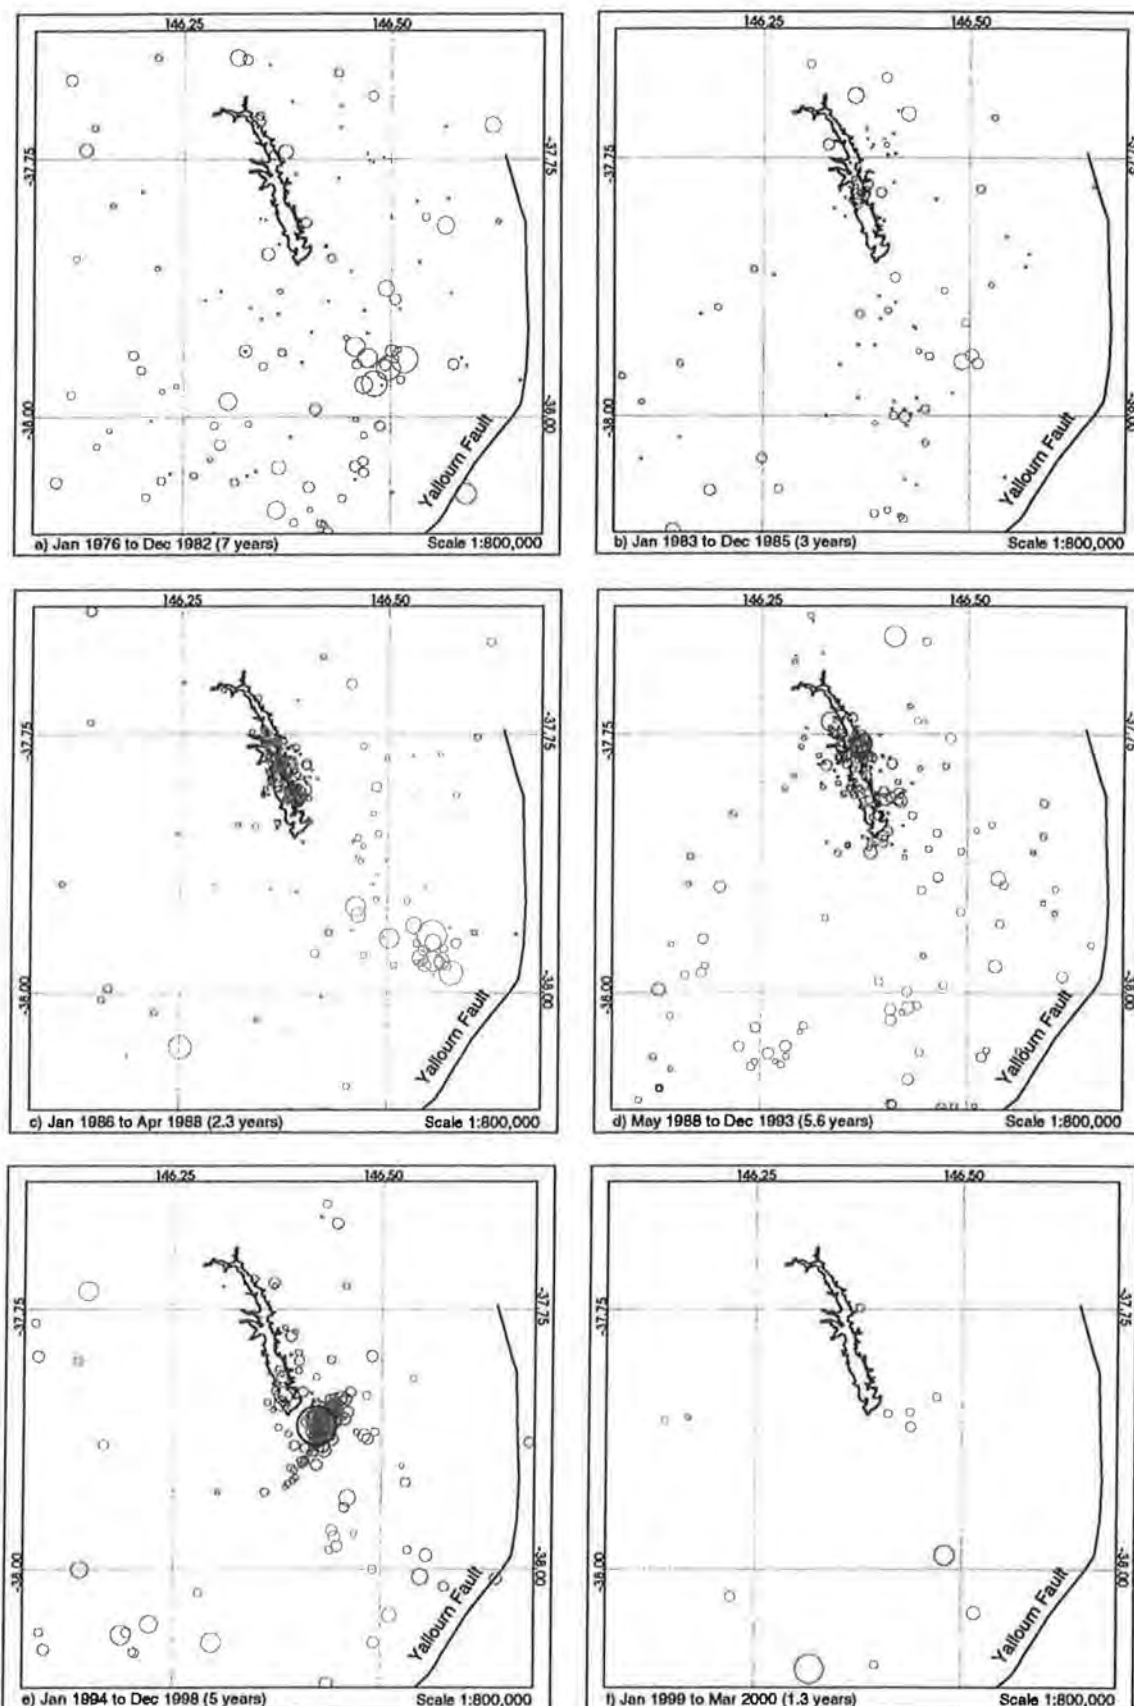 146.25 146.50
-37.75 -37.75
-38.00 -38.00
Yallourn Fault
a) Jan 1976 to Dec 1982 (7 years) Scale 1:800,000
146.25 146.50
-37.75 -37.75
-38.00 -38.00
Yallourn Fault
b) Jan 1983 to Dec 1985 (3 years) Scale 1:800,000
146.25 146.50
-37.75 -37.75
-38.00 -38.00
Yallourn Fault
c) Jan 1986 to Apr 1988 (2.3 years) Scale 1:800,000
146.25 146.50
-37.75 -37.75
-38.00 -38.00
Yallourn Fault
d) May 1988 to Dec 1993 (5.6 years) Scale 1:800,000
146.25 146.50
-37.75 -37.75
-38.00 -38.00
Yallourn Fault
e) Jan 1994 to Dec 1998 (5 years) Scale 1:800,000
146.25 146.50
-37.75 -37.75
-38.00 -38.00
Yallourn Fault
f) Jan 1999 to Mar 2000 (1.3 years) Scale 1:800,000